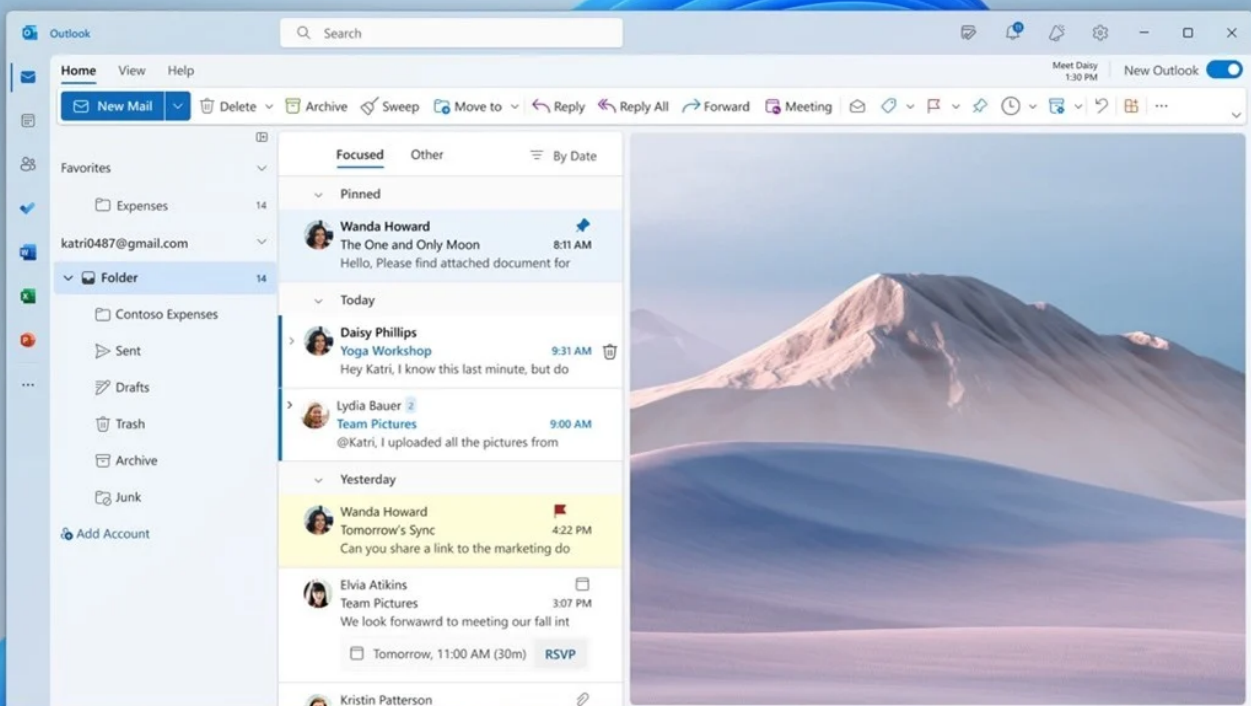 Outlook
Search
Home View Help
Meet Daisy
1:30 PM
New Outlook
New Mail Delete Archive Sweep Move to Reply Reply All Forward Meeting
Favorites
Expenses 14
katri0487@gmail.com
Folder 14
Contoso Expenses
Sent
Drafts
Trash
Archive
Junk
Add Account
Focused Other By Date
Pinned
Wanda Howard
The One and Only Moon 8:11 AM
Hello, Please find attached document for
Today
Daisy Phillips
Yoga Workshop 9:31 AM
Hey Katri, I know this last minute, but do
Lydia Bauer 2
Team Pictures 9:00 AM
@Katri, I uploaded all the pictures from
Yesterday
Wanda Howard
Tomorrow's Sync 4:22 PM
Can you share a link to the marketing do
Elvia Atikins
Team Pictures 3:07 PM
We look forwawrd to meeting our fall int
Tomorrow, 11:00 AM (30m) RSVP
Kristin Patterson